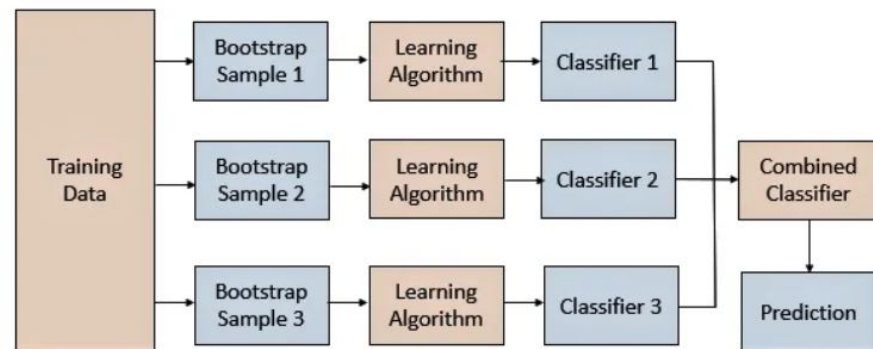 Training
Data
Bootstrap
Sample 1
Learning
Algorithm
Classifier 1
Bootstrap
Sample 2
Learning
Algorithm
Classifier 2
Combined
Classifier
Bootstrap
Sample 3
Learning
Algorithm
Classifier 3
Prediction